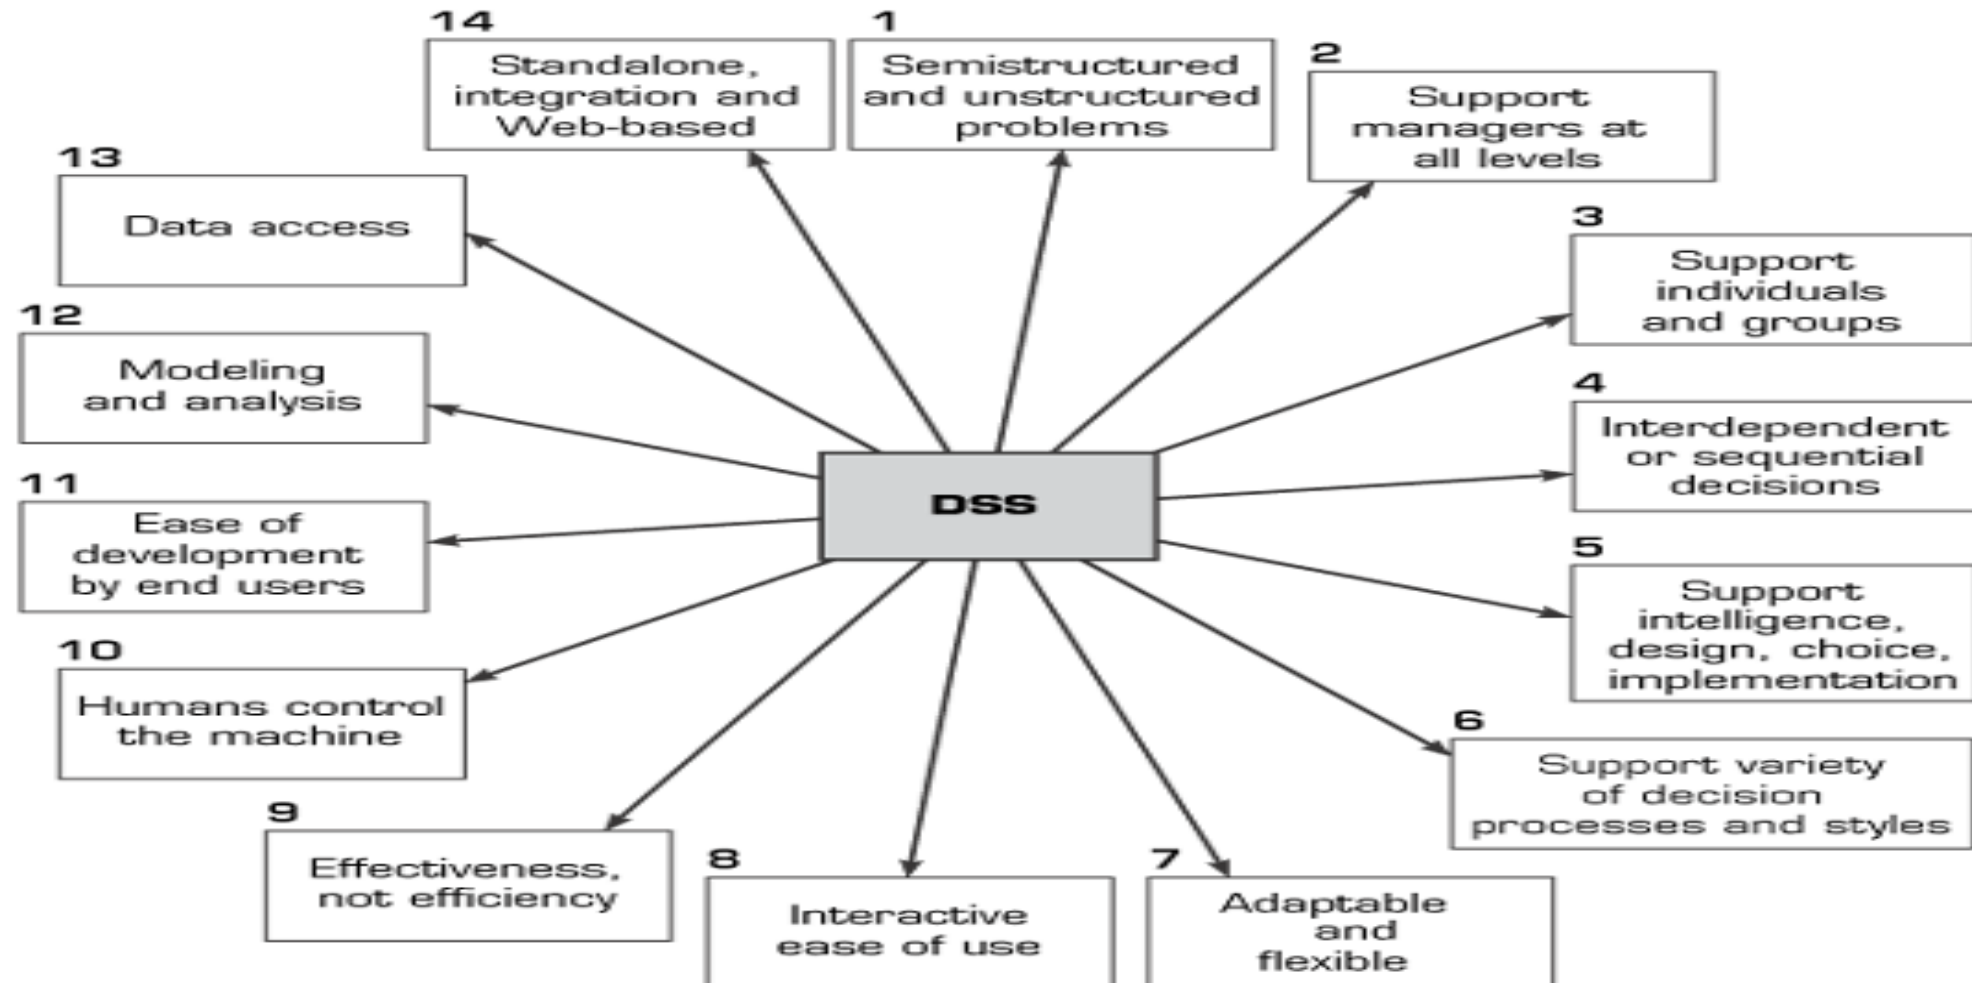 14
Standalone,
integration and
Web-based
1
Semistructured
and unstructured
problems
2
Support
managers at
all levels
3
Support
individuals
and groups
4
Interdependent
or sequential
decisions
5
Support
intelligence,
design, choice,
implementation
6
Support variety
of decision
processes and styles
7
Adaptable
and
flexible
8
Interactive
ease of use
9
Effectiveness,
not efficiency
10
Humans control
the machine
11
Ease of
development
by end users
12
Modeling
and analysis
13
Data access
DSS